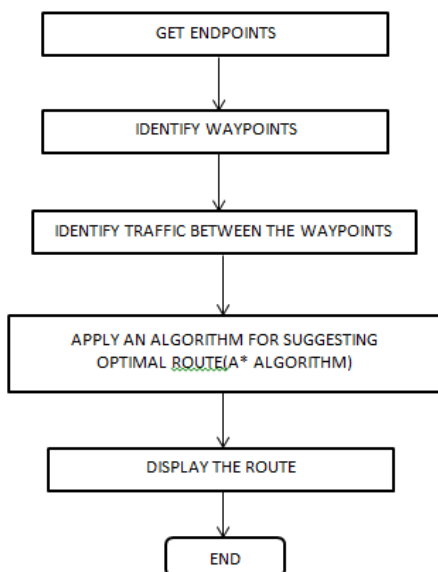 GET ENDPOINTS
IDENTIFY WAYPOINTS
IDENTIFY TRAFFIC BETWEEN THE WAYPOINTS
APPLY AN ALGORITHM FOR SUGGESTING
OPTIMAL ROUTE(A* ALGORITHM)
DISPLAY THE ROUTE
END